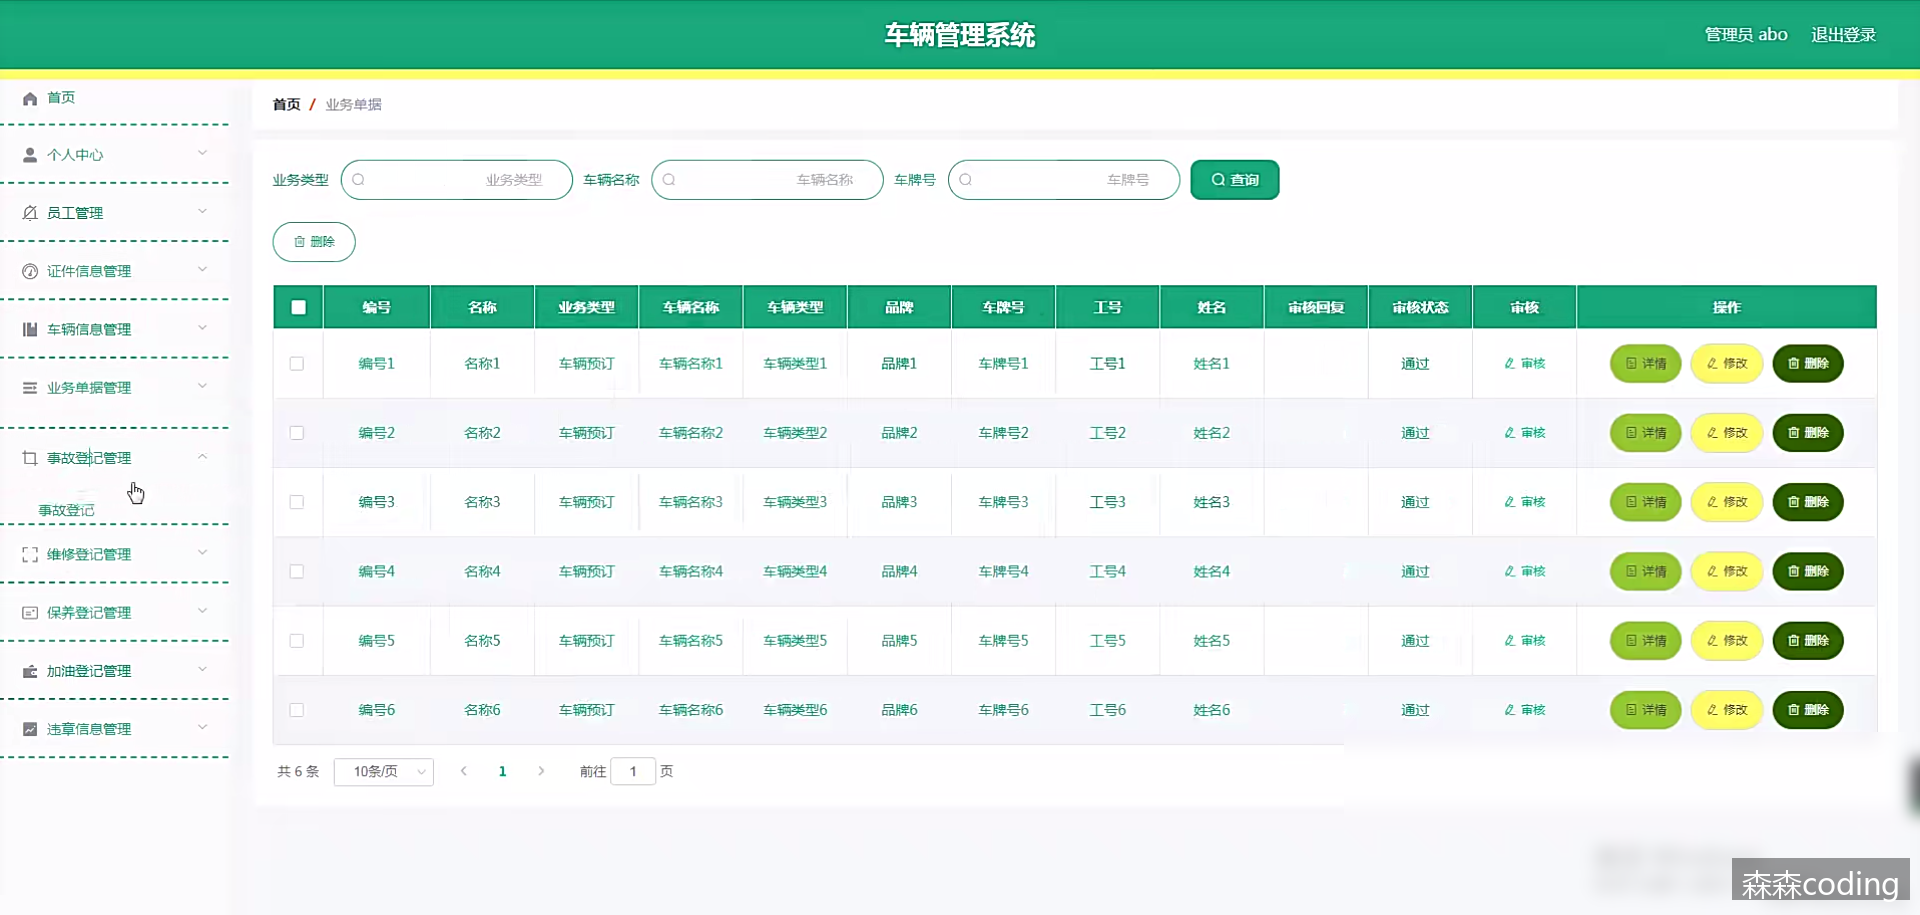 车辆管理系统
管理员 abo 退出登录
首页
个人中心
员工管理
证件信息管理
车辆信息管理
业务单据管理
事故登记管理
事故登记
维修登记管理
保养登记管理
加油登记管理
违章信息管理
首页 / 业务单据
业务类型 业务类型 车辆名称 车辆名称 车牌号 车牌号 查询
删除
编号 名称 业务类型 车辆名称 车辆类型 品牌 车牌号 工号 姓名 审核回复 审核状态 审核 操作
编号1 名称1 车辆预订 车辆名称1 车辆类型1 品牌1 车牌号1 工号1 姓名1 通过 审核 详情 修改 删除
编号2 名称2 车辆预订 车辆名称2 车辆类型2 品牌2 车牌号2 工号2 姓名2 通过 审核 详情 修改 删除
编号3 名称3 车辆预订 车辆名称3 车辆类型3 品牌3 车牌号3 工号3 姓名3 通过 审核 详情 修改 删除
编号4 名称4 车辆预订 车辆名称4 车辆类型4 品牌4 车牌号4 工号4 姓名4 通过 审核 详情 修改 删除
编号5 名称5 车辆预订 车辆名称5 车辆类型5 品牌5 车牌号5 工号5 姓名5 通过 审核 详情 修改 删除
编号6 名称6 车辆预订 车辆名称6 车辆类型6 品牌6 车牌号6 工号6 姓名6 通过 审核 详情 修改 删除
共 6 条 10条/页 1 前往 1 页
森森coding